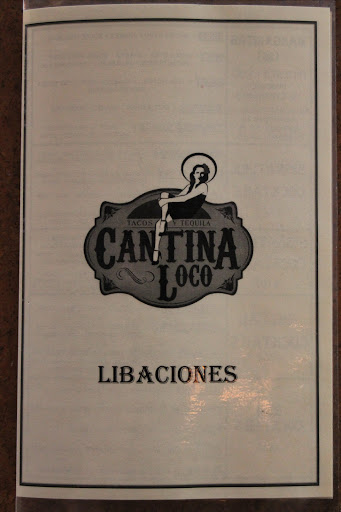 TACOS Y TEQUILA
CANTINA
LOCO
LIBACIONES